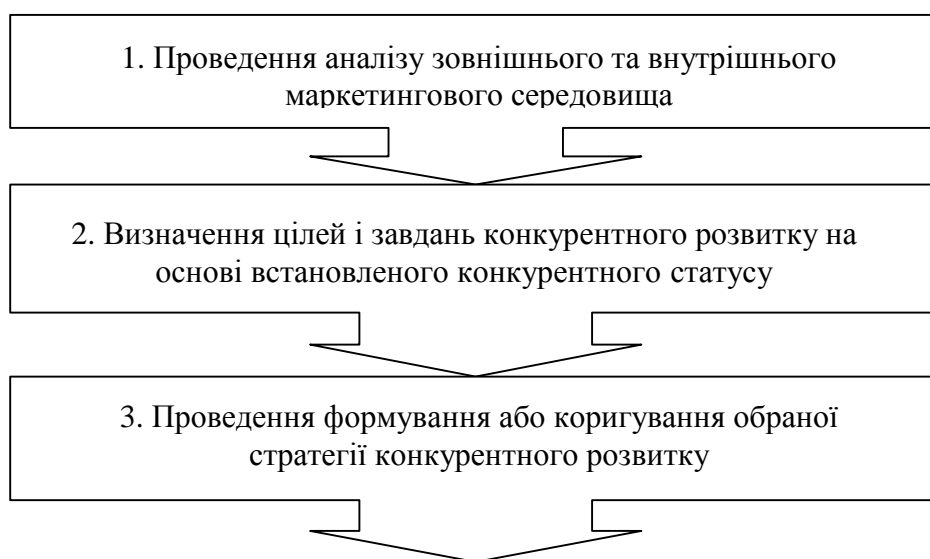 1. Проведення аналізу зовнішнього та внутрішнього
маркетингового середовища
2. Визначення цілей і завдань конкурентного розвитку на
основі встановленого конкурентного статусу
3. Проведення формування або коригування обраної
стратегії конкурентного розвитку